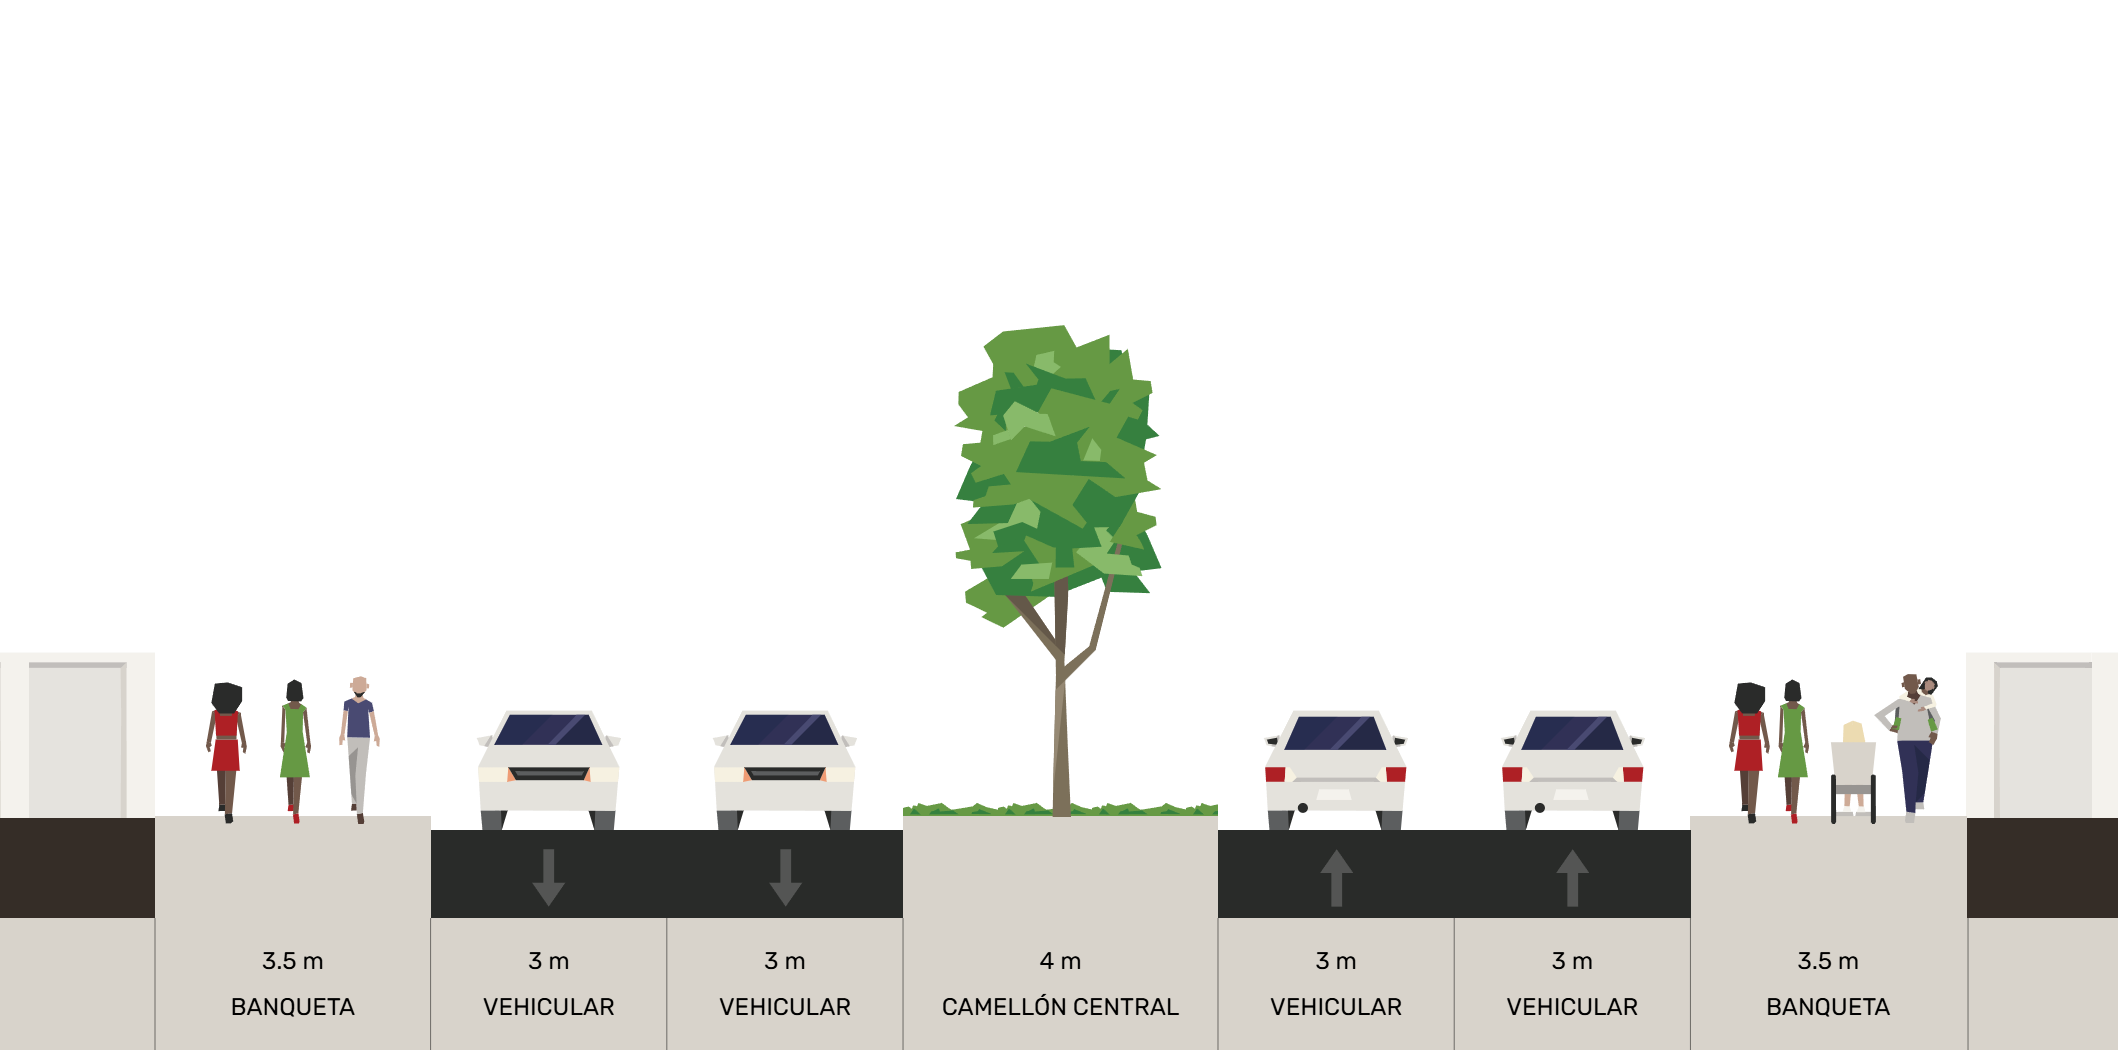 3.5 m
BANQUETA
3 m
VEHICULAR
3 m
VEHICULAR
4 m
CAMELLÓN CENTRAL
3 m
VEHICULAR
3 m
VEHICULAR
3.5 m
BANQUETA